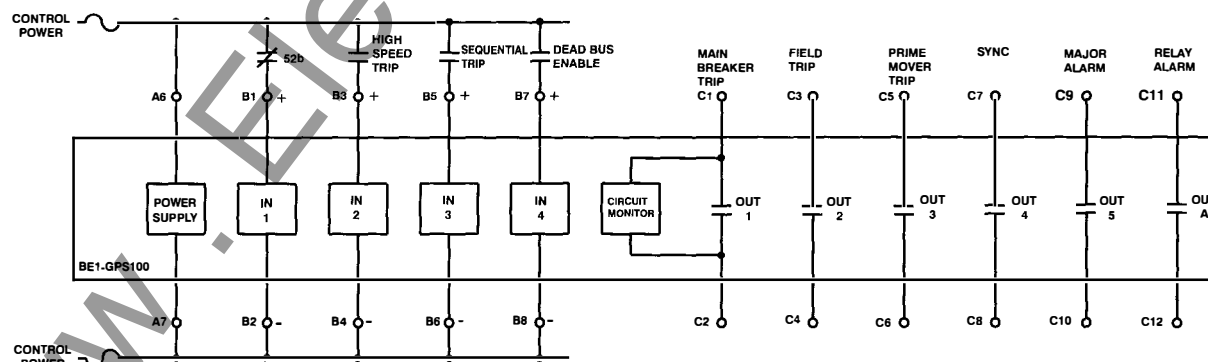 CONTROL
POWER
52b
HIGH
SPEED
TRIP
SEQUENTIAL
TRIP
DEAD BUS
ENABLE
MAIN
BREAKER
TRIP
FIELD
TRIP
PRIME
MOVER
TRIP
SYNC
MAJOR
ALARM
RELAY
ALARM
A6 B1 + B3 + B5 + B7 + C1 C3 C5 C7 C9 C11
POWER
SUPPLY
IN
1
IN
2
IN
3
IN
4
CIRCUIT
MONITOR
OUT
1
OUT
2
OUT
3
OUT
4
OUT
5
OU
A
BE1-GPS100
A7 B2 - B4 - B6 - B8 - C2 C4 C6 C8 C10 C12
CONTROL
POWER
w.Ele